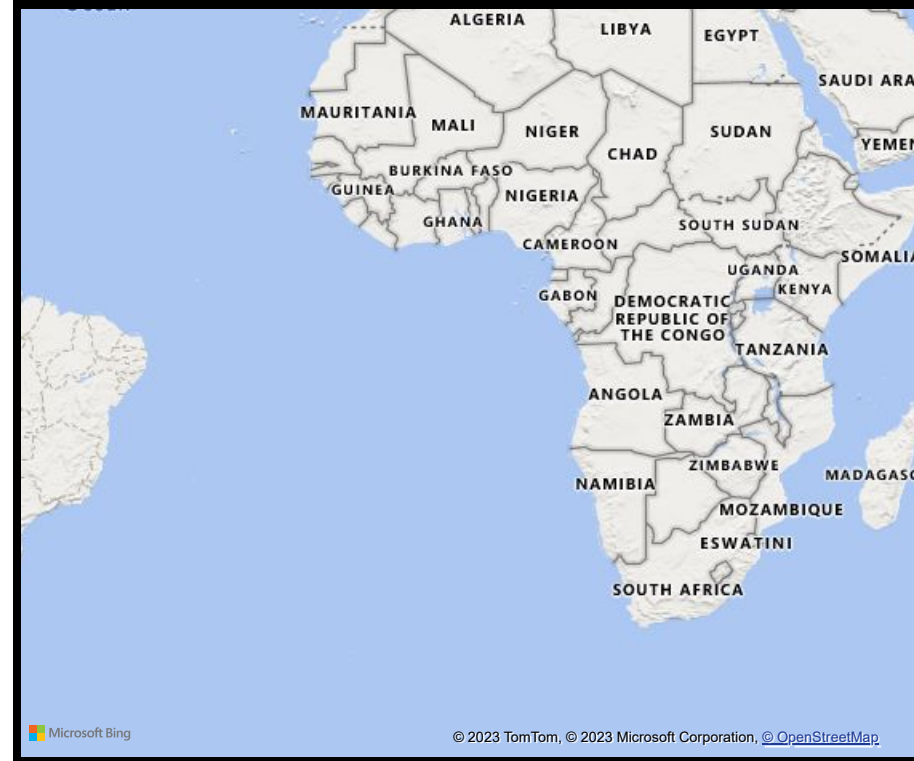 ALGERIA
LIBYA
EGYPT
SAUDI ARA
MAURITANIA
MALI
NIGER
SUDAN
CHAD
YEMEN
BURKINA FASO
GUINEA
NIGERIA
GHANA
SOUTH SUDAN
CAMEROON
SOMALIA
UGANDA
KENYA
GABON
DEMOCRATIC
REPUBLIC OF
THE CONGO
TANZANIA
ANGOLA
ZAMBIA
ZIMBABWE
MADAGASC
NAMIBIA
MOZAMBIQUE
ESWATINI
SOUTH AFRICA
Microsoft Bing
© 2023 TomTom, © 2023 Microsoft Corporation, © OpenStreetMap